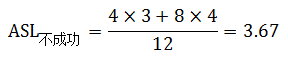 ASL不成功 = (4 × 3 + 8 × 4) / 12 = 3.67